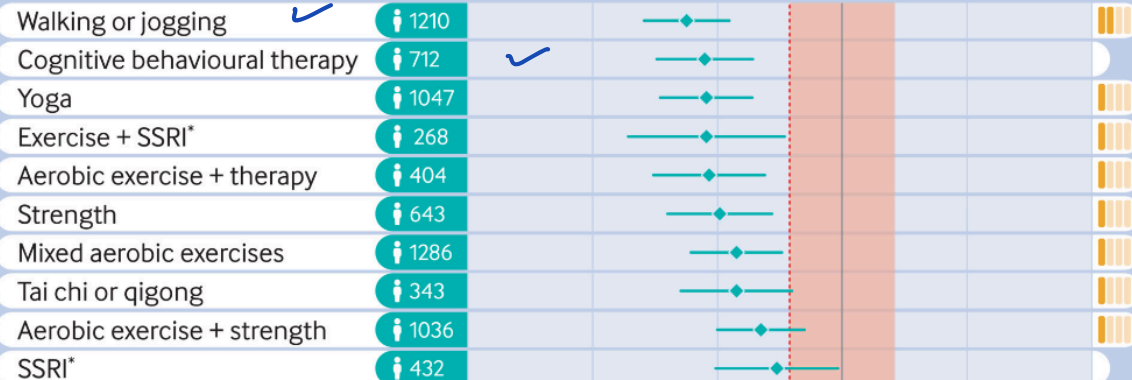 Walking or jogging 1210
Cognitive behavioural therapy 712
Yoga 1047
Exercise + SSRI* 268
Aerobic exercise + therapy 404
Strength 643
Mixed aerobic exercises 1286
Tai chi or qigong 343
Aerobic exercise + strength 1036
SSRI* 432